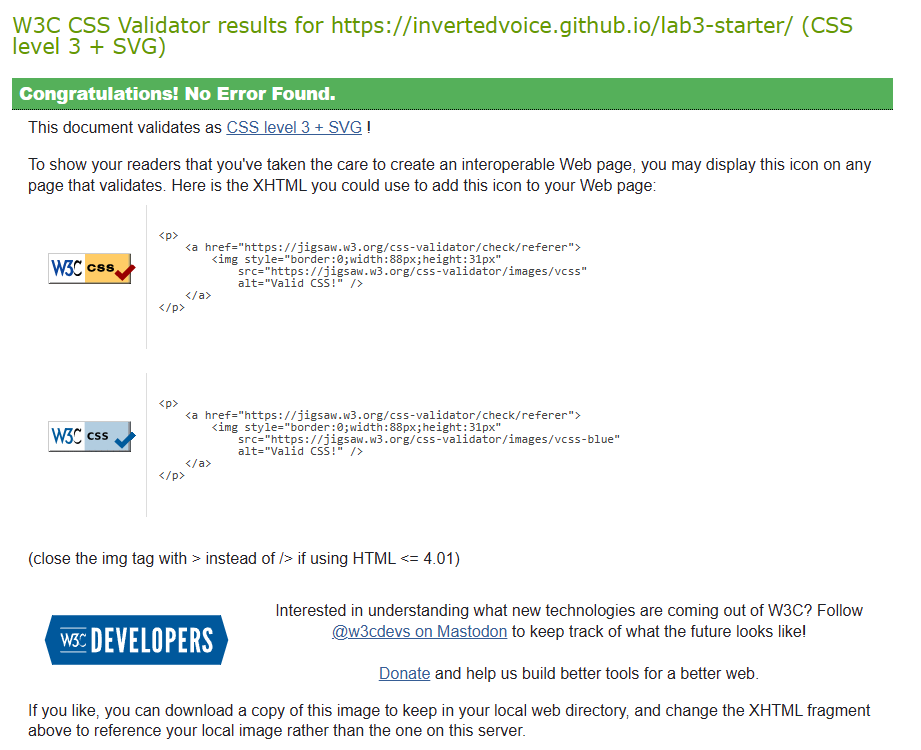 W3C CSS Validator results for https://invertedvoice.github.io/lab3-starter/ (CSS
level 3 + SVG)
Congratulations! No Error Found.
This document validates as CSS level 3 + SVG !
To show your readers that you've taken the care to create an interoperable Web page, you may display this icon on any
page that validates. Here is the XHTML you could use to add this icon to your Web page:
W3C css
<p>
    <a href="https://jigsaw.w3.org/css-validator/check/referer">
        <img style="border:0;width:88px;height:31px"
            src="https://jigsaw.w3.org/css-validator/images/vcss"
            alt="Valid CSS!" />
    </a>
</p>
W3C css
<p>
    <a href="https://jigsaw.w3.org/css-validator/check/referer">
        <img style="border:0;width:88px;height:31px"
            src="https://jigsaw.w3.org/css-validator/images/vcss-blue"
            alt="Valid CSS!" />
    </a>
</p>
(close the img tag with > instead of /> if using HTML <= 4.01)
W3C DEVELOPERS
Interested in understanding what new technologies are coming out of W3C? Follow
@w3cdevs on Mastodon to keep track of what the future looks like!
Donate and help us build better tools for a better web.
If you like, you can download a copy of this image to keep in your local web directory, and change the XHTML fragment
above to reference your local image rather than the one on this server.